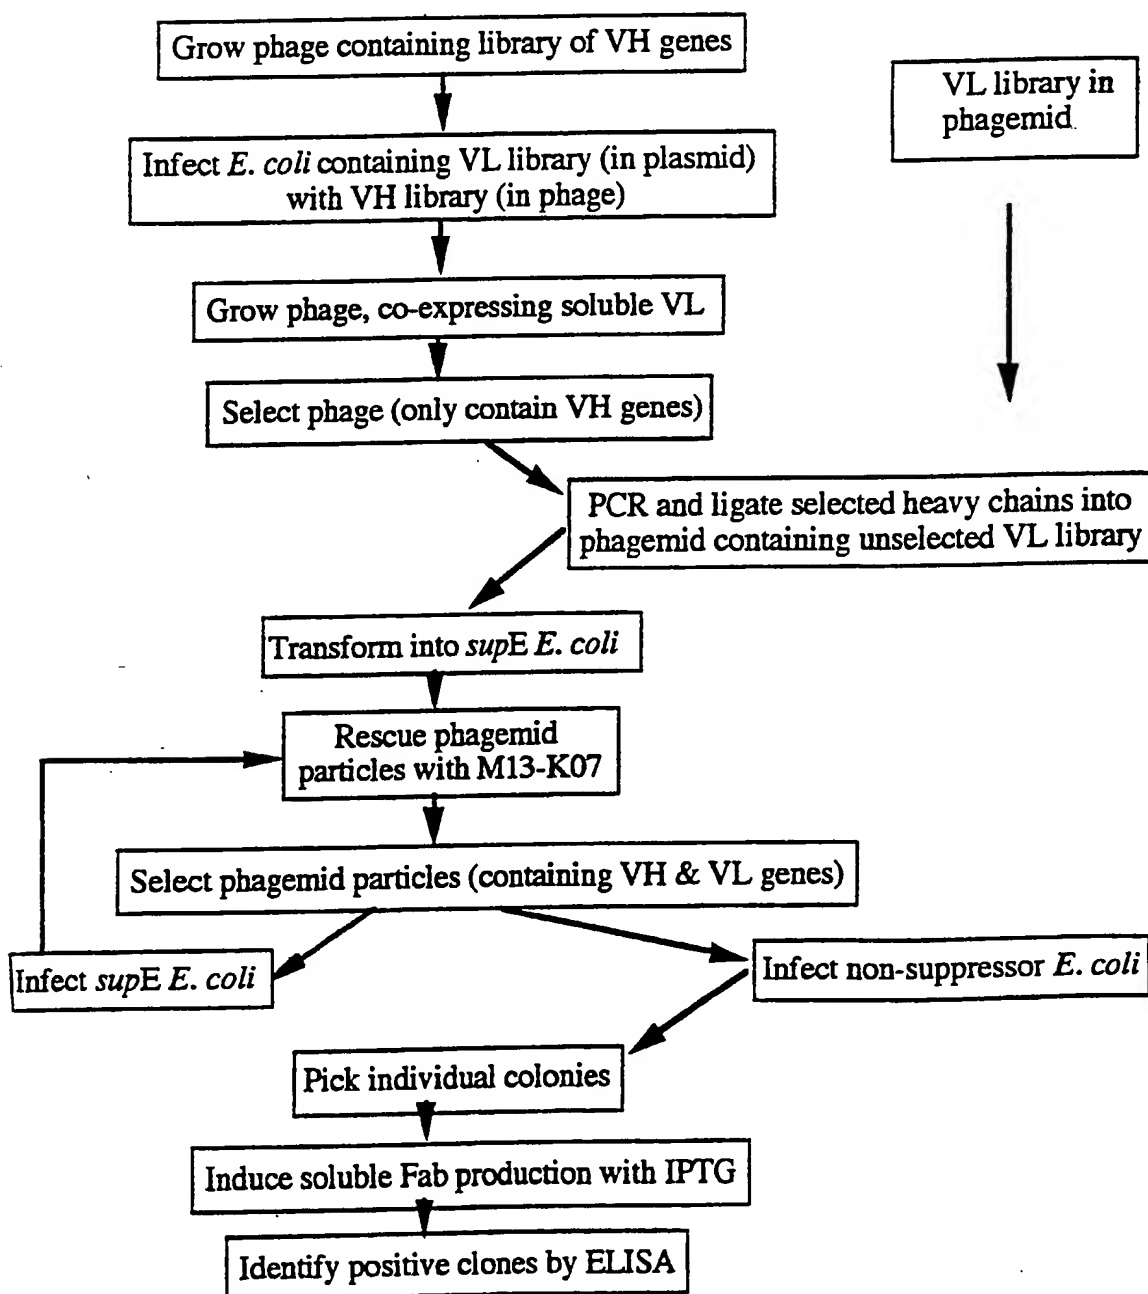 Grow phage containing library of VH genes
VL library in
phagemid.
Infect E. coli containing VL library (in plasmid)
with VH library (in phage)
Grow phage, co-expressing soluble VL
Select phage (only contain VH genes)
PCR and ligate selected heavy chains into
phagemid containing unselected VL library
Transform into supE E. coli
Rescue phagemid
particles with M13-K07
Select phagemid particles (containing VH & VL genes)
Infect supE E. coli
Infect non-suppressor E. coli
Pick individual colonies
Induce soluble Fab production with IPTG
Identify positive clones by ELISA